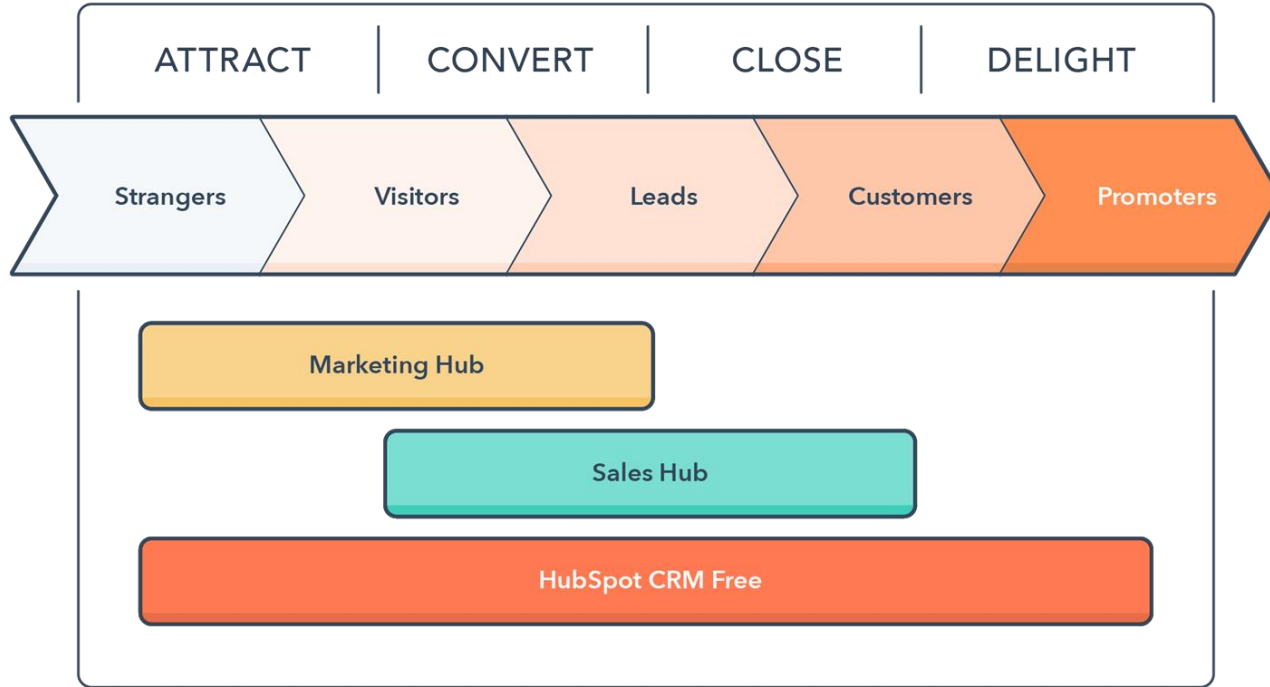 ATTRACT CONVERT CLOSE DELIGHT
Strangers Visitors Leads Customers Promoters
Marketing Hub
Sales Hub
HubSpot CRM Free